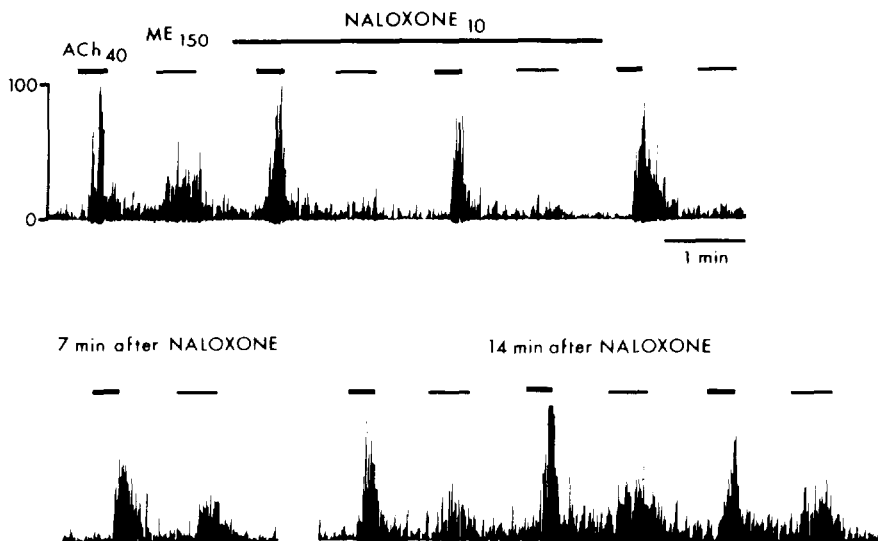 NALOXONE 10
ME 150
ACh 40
100
0
1 min
7 min after NALOXONE
14 min after NALOXONE